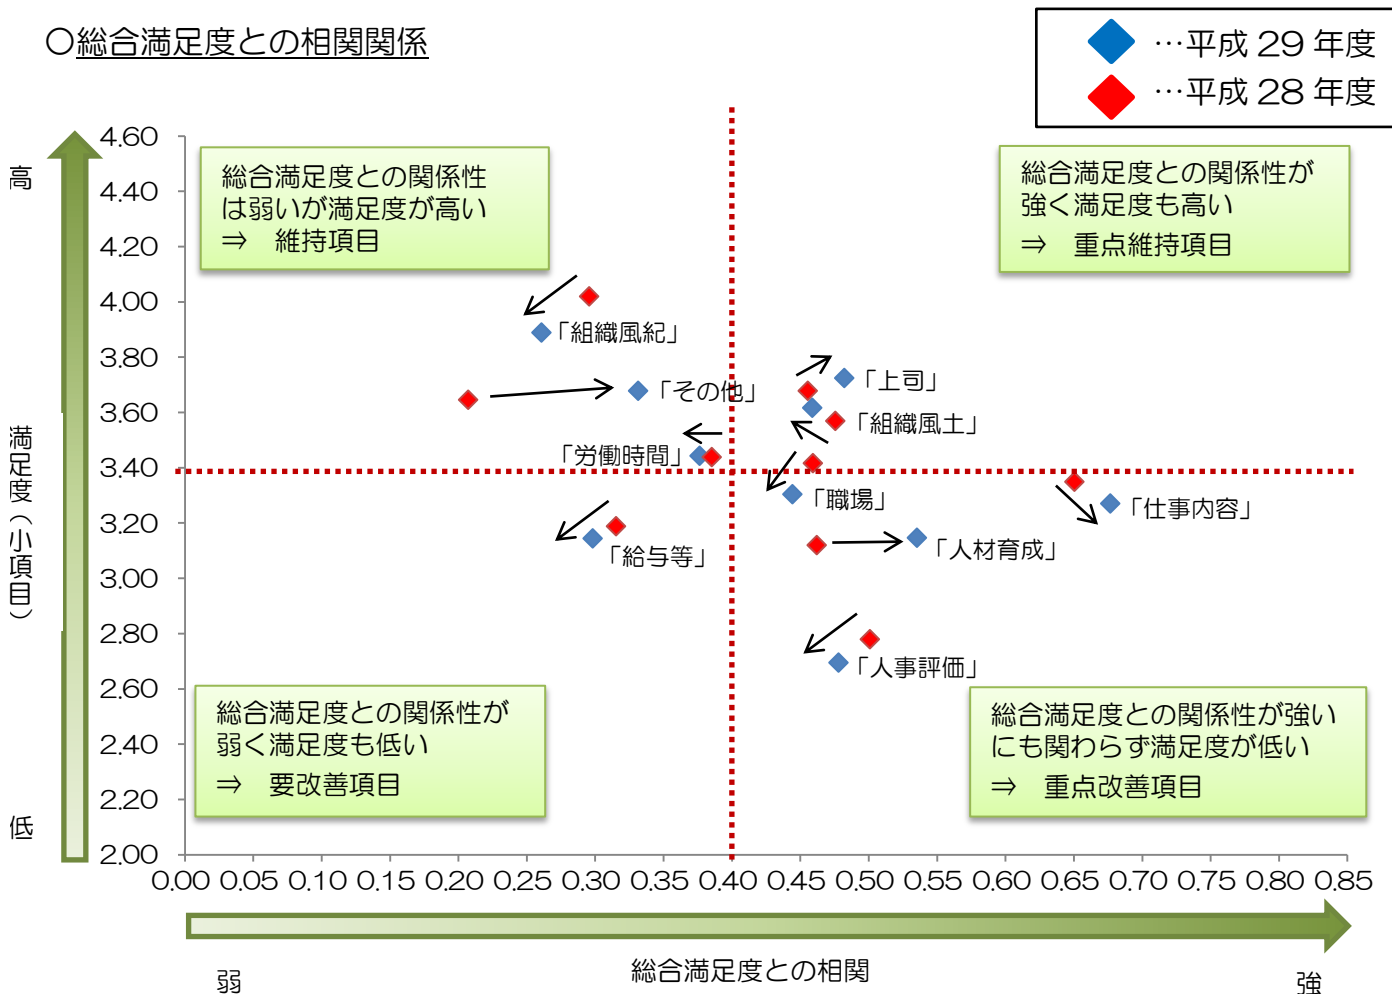 〇総合満足度との相関関係
…平成 29 年度
…平成 28 年度
高
満足度(小項目)
低
4.60
4.40
4.20
4.00
3.80
3.60
3.40
3.20
3.00
2.80
2.60
2.40
2.20
2.00
総合満足度との関係性
は弱いが満足度が高い
⇒ 維持項目
総合満足度との関係性が
強く満足度も高い
⇒ 重点維持項目
「組織風紀」
「その他」
「上司」
「組織風土」
「労働時間」
「職場」
「仕事内容」
「給与等」
「人材育成」
「人事評価」
総合満足度との関係性が
弱く満足度も低い
⇒ 要改善項目
総合満足度との関係性が強い
にも関わらず満足度が低い
⇒ 重点改善項目
0.00 0.05 0.10 0.15 0.20 0.25 0.30 0.35 0.40 0.45 0.50 0.55 0.60 0.65 0.70 0.75 0.80 0.85
弱
総合満足度との相関
強